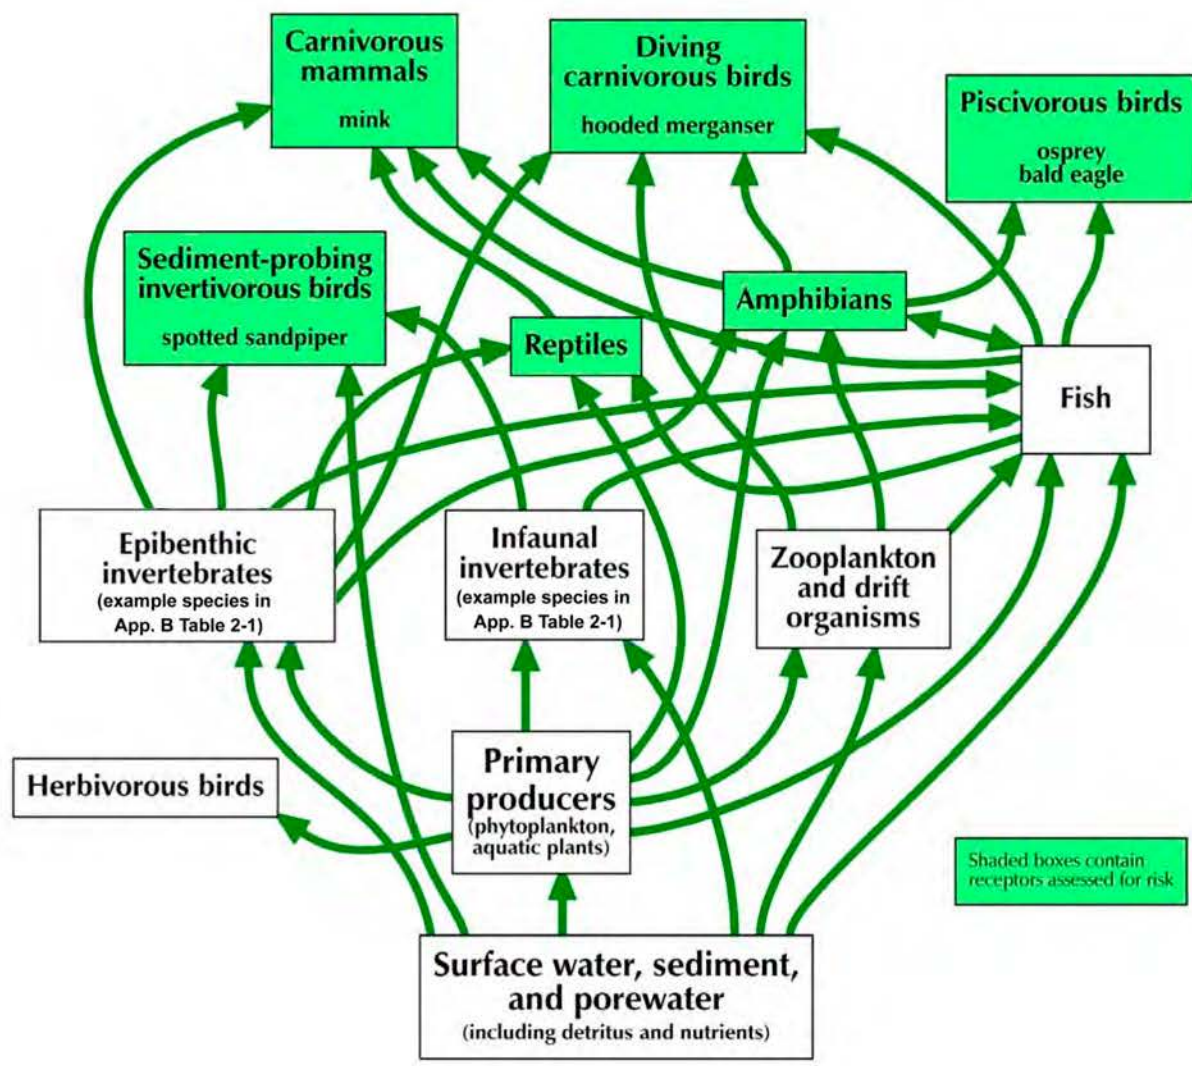 Carnivorous
mammals
mink
Diving
carnivorous birds
hooded merganser
Piscivorous birds
osprey
bald eagle
Sediment-probing
invertivorous birds
spotted sandpiper
Reptiles
Amphibians
Fish
Epibenthic
invertebrates
(example species in
App. B Table 2-1)
Infaunal
invertebrates
(example species in
App. B Table 2-1)
Zooplankton
and drift
organisms
Herbivorous birds
Primary
producers
(phytoplankton,
aquatic plants)
Shaded boxes contain
receptors assessed for risk
Surface water, sediment,
and porewater
(including detritus and nutrients)